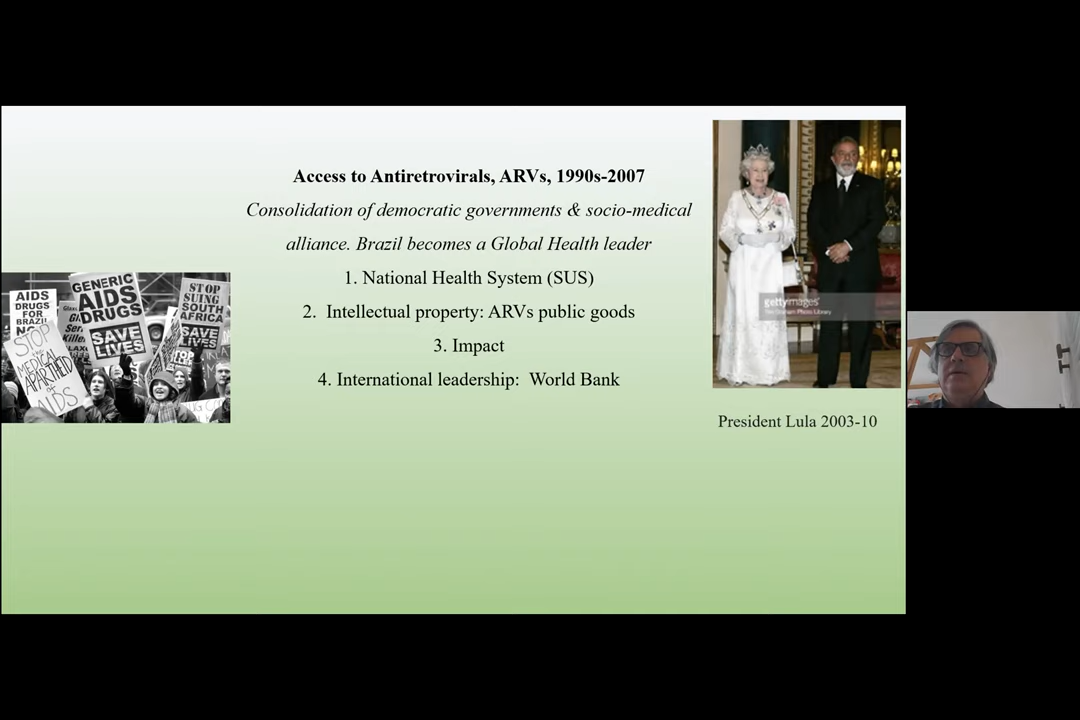 Access to Antiretrovirals, ARVs, 1990s-2007
Consolidation of democratic governments & socio-medical
alliance. Brazil becomes a Global Health leader
1. National Health System (SUS)
2. Intellectual property: ARVs public goods
3. Impact
4. International leadership: World Bank
AIDS
DRUGS
FOR
BRAZIL
STOP
MEDICAL
APARTHEID
AIDS
GENERIC
AIDS
DRUGS
SAVE
LIVES
STOP
SUING
SOUTH
AFRICA
SAVE
LIVES
gettyimages
President Lula 2003-10